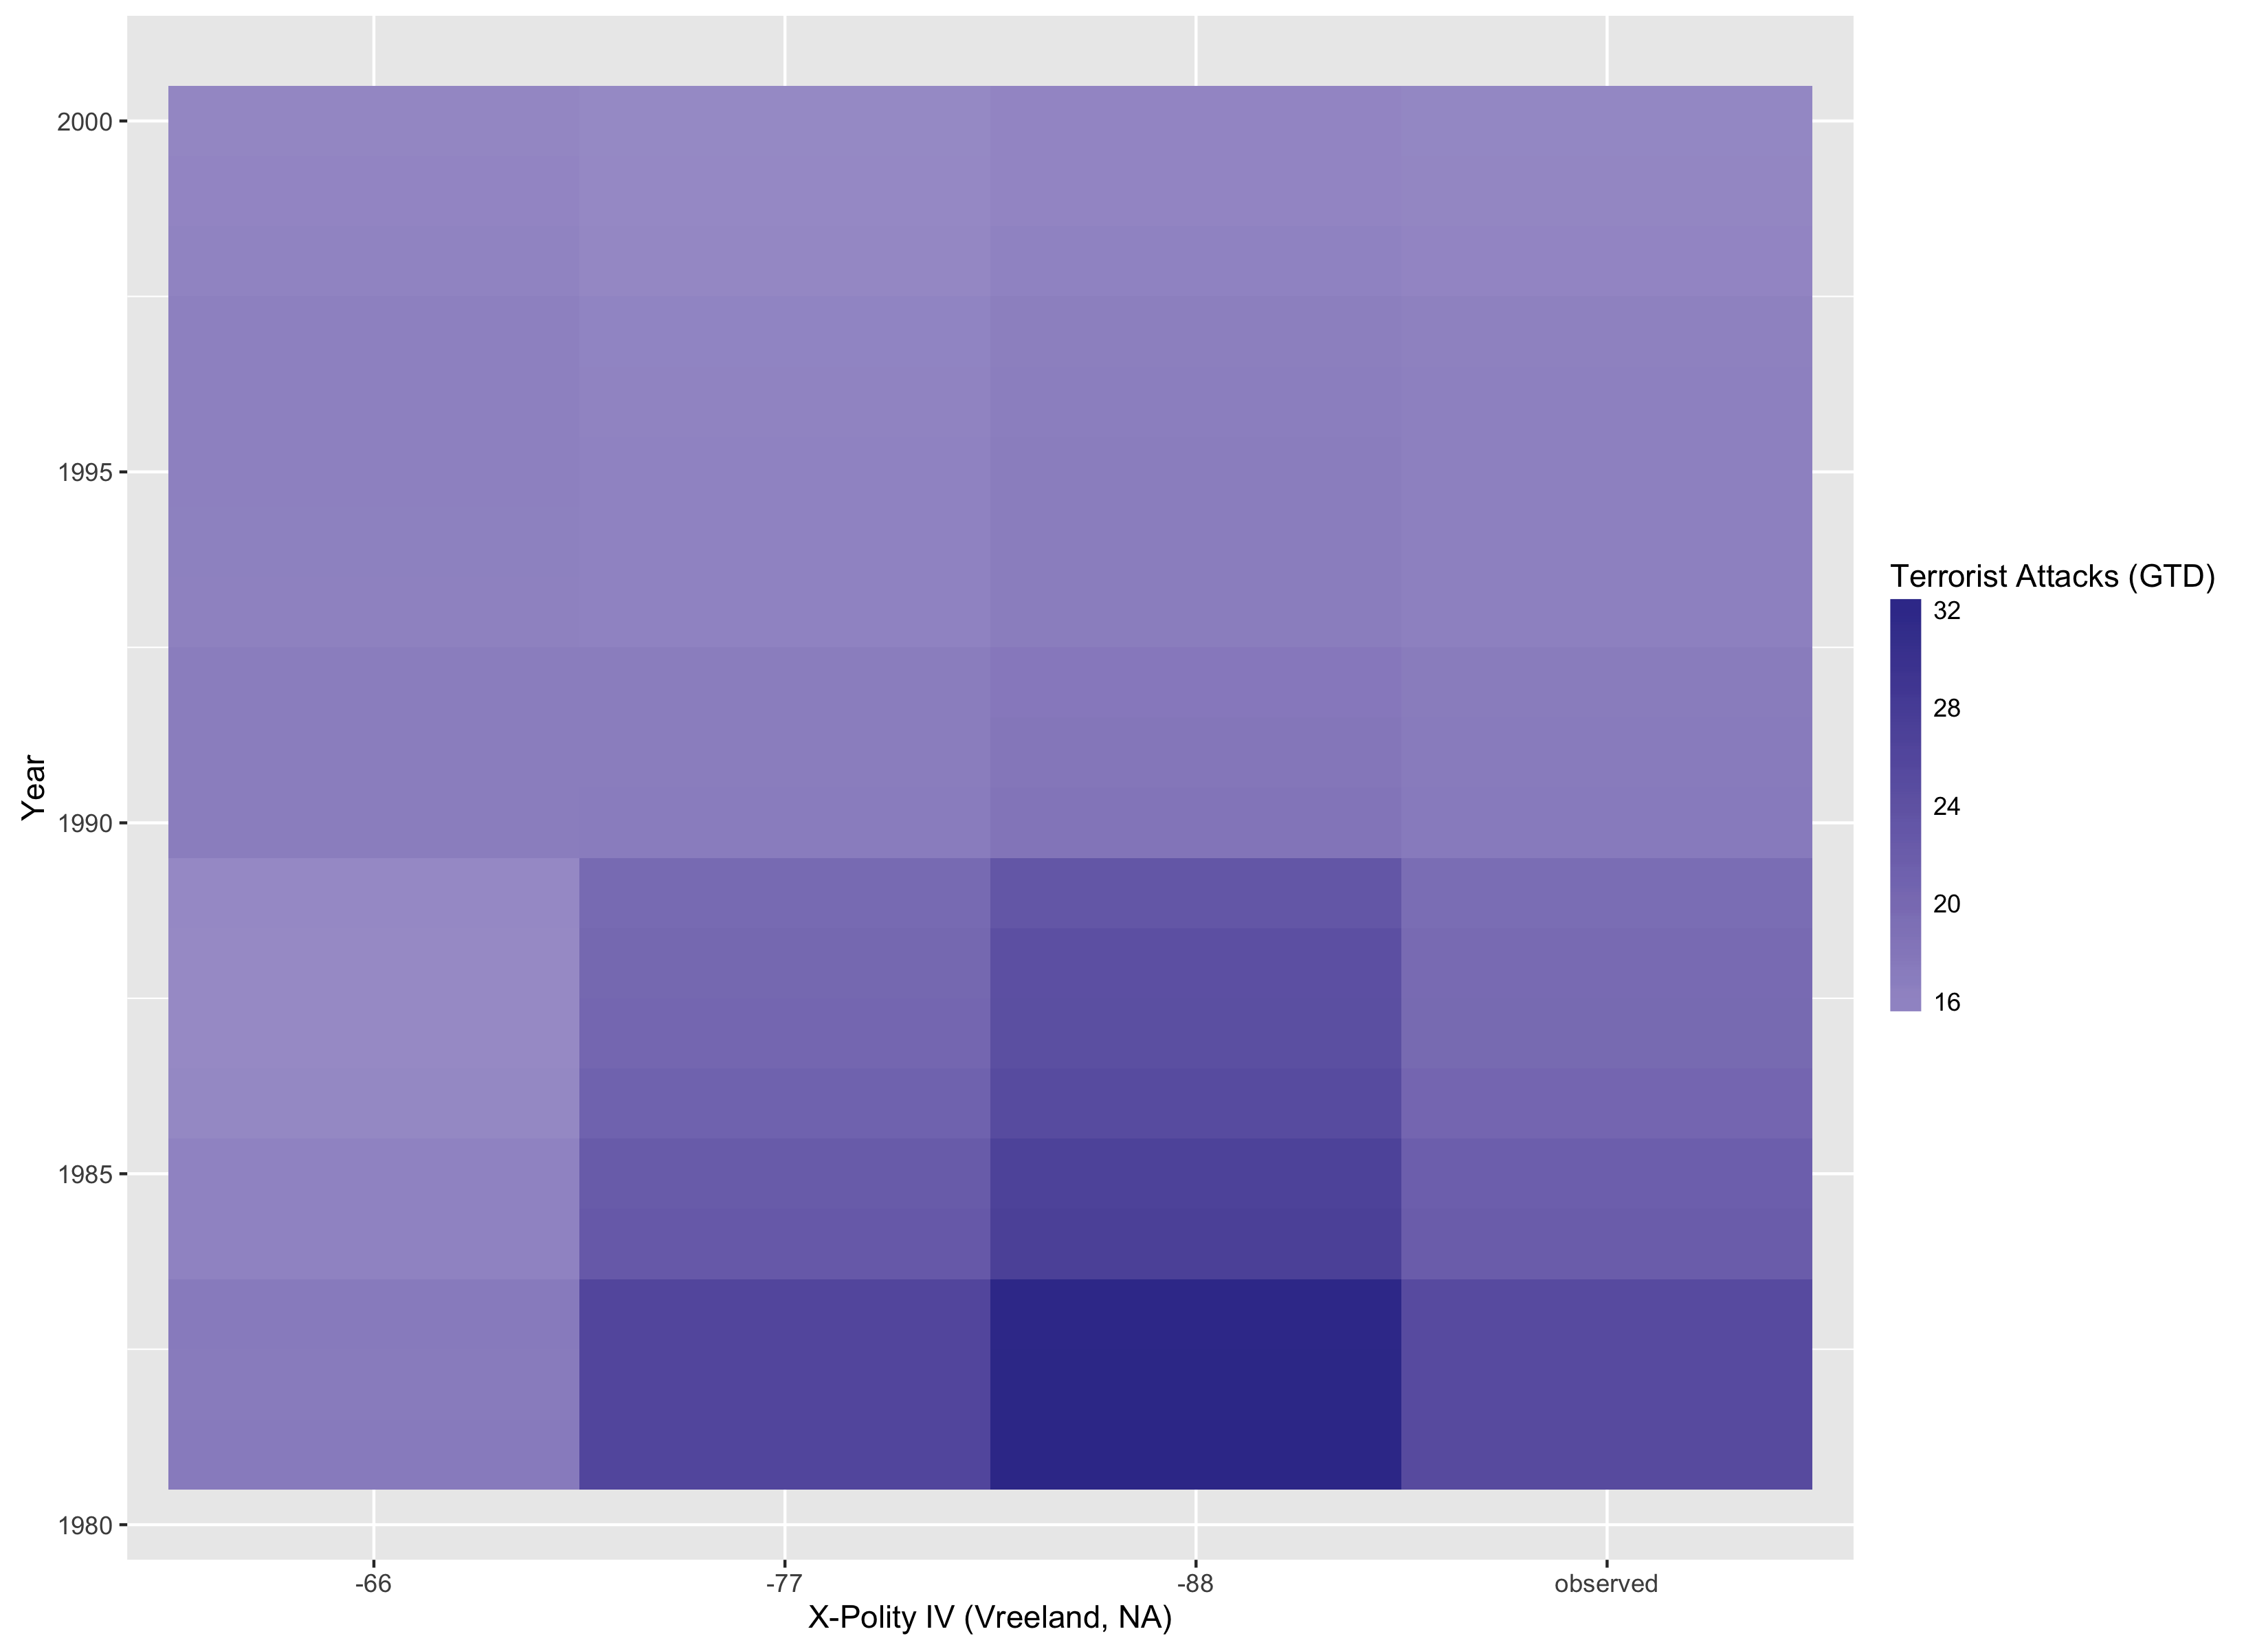 2000
1995
1990
1985
1980
Year
-66 -77 -88 observed
X-Polity IV (Vreeland, NA)
Terrorist Attacks (GTD)
32
28
24
20
16